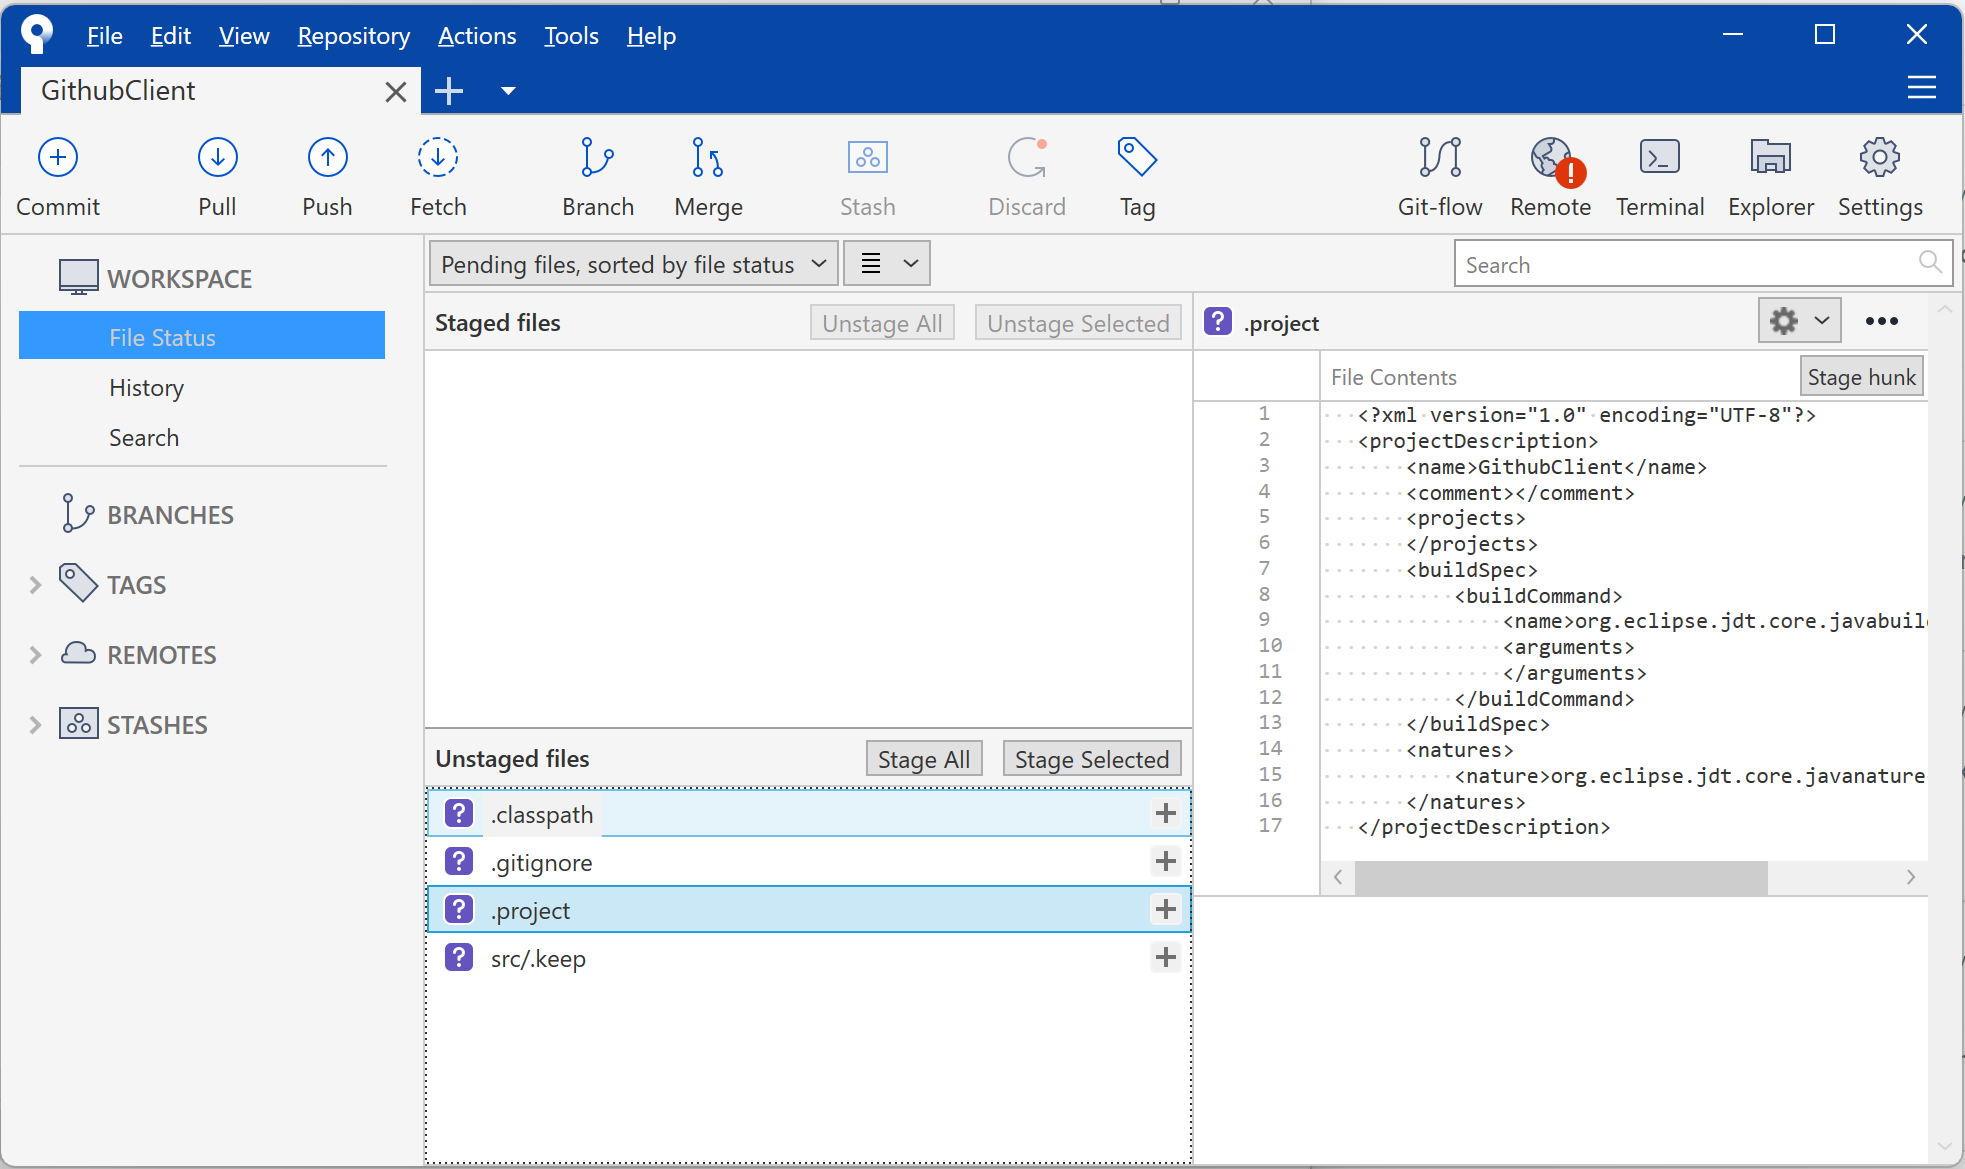 File Edit View Repository Actions Tools Help
GithubClient
Commit Pull Push Fetch Branch Merge Stash Discard Tag Git-flow Remote Terminal Explorer Settings
WORKSPACE
File Status
History
Search
BRANCHES
TAGS
REMOTES
STASHES
Pending files, sorted by file status
Search
Staged files Unstage All Unstage Selected
Unstaged files Stage All Stage Selected
.classpath
.gitignore
.project
src/.keep
.project
File Contents Stage hunk
1 <?xml version="1.0" encoding="UTF-8"?>
2 <projectDescription>
3 <name>GithubClient</name>
4 <comment></comment>
5 <projects>
6 </projects>
7 <buildSpec>
8 <buildCommand>
9 <name>org.eclipse.jdt.core.javabuil
10 <arguments>
11 </arguments>
12 </buildCommand>
13 </buildSpec>
14 <natures>
15 <nature>org.eclipse.jdt.core.javanature
16 </natures>
17 </projectDescription>